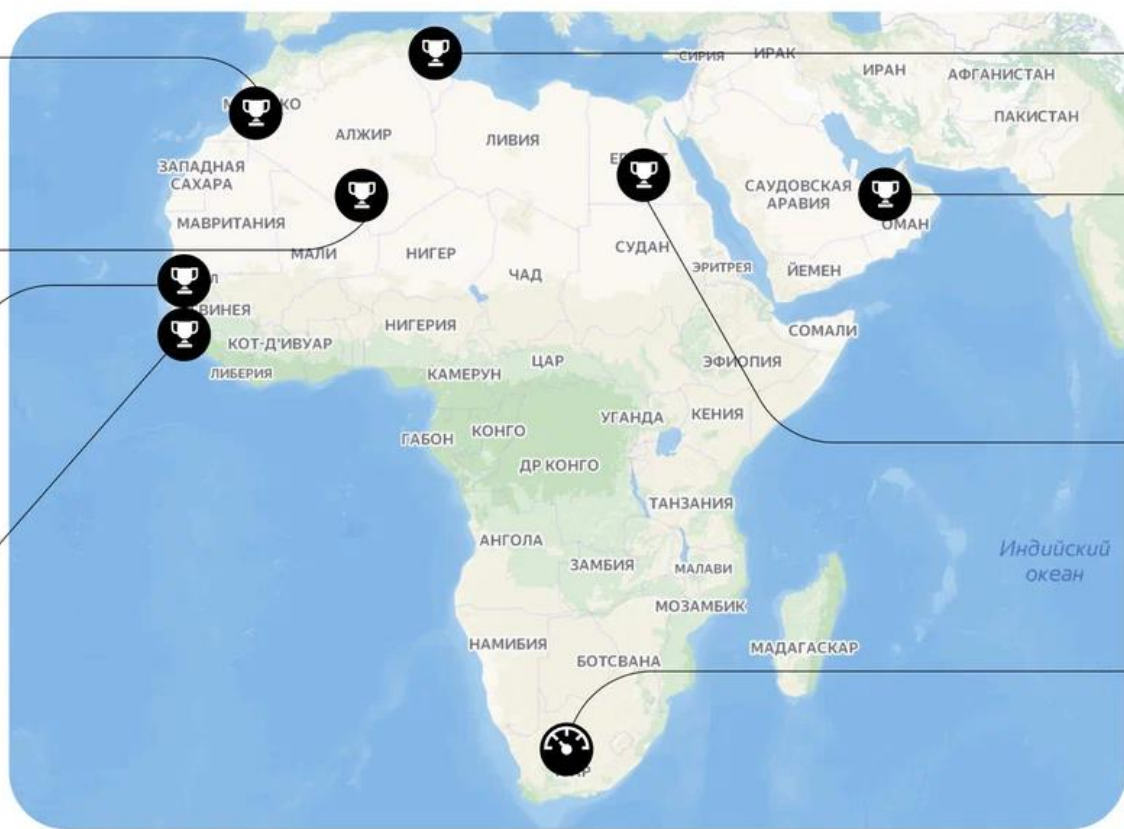 СИРИЯ
ИРАК
ИРАН
АФГАНИСТАН
ПАКИСТАН
АЛЖИР
ЛИВИЯ
ЗАПАДНАЯ
САХАРА
САУДОВСКАЯ
АРАВИЯ
МАВРИТАНИЯ
ОМАН
МАЛИ
НИГЕР
СУДАН
ЧАД
ЭРИТРЕЯ
ЙЕМЕН
ВИНЕЯ
НИГЕРИЯ
СОМАЛИ
КОТ-Д'ИВУАР
ЦАР
ЭФИОПИЯ
ЛИБЕРИЯ
КАМЕРУН
УГАНДА
КЕНИЯ
ГАБОН
КОНГО
ДР КОНГО
ТАНЗАНИЯ
АНГОЛА
Индийский
океан
ЗАМБИЯ
МАЛАВИ
МОЗАМБИК
НАМИБИЯ
БОТСВАНА
МАДАГАСКАР